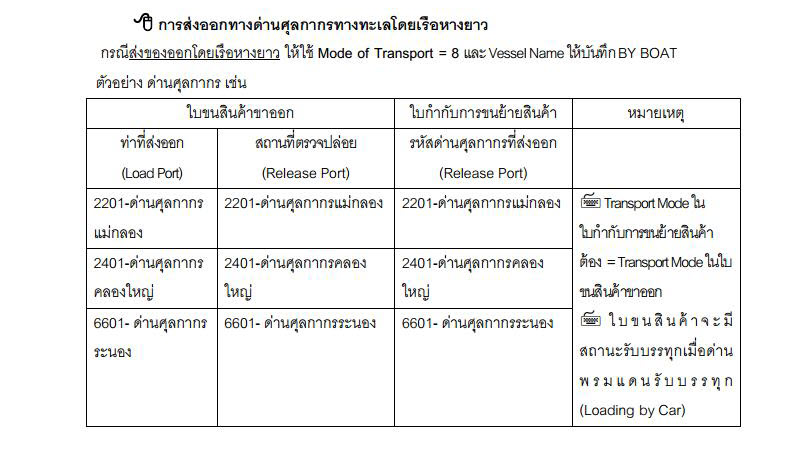 การส่งออกทางด่านศุลกากรทางทะเลโดยเรือหางยาว
กรณีส่งของออกโดยเรือหางยาว ให้ใช้ Mode of Transport = 8 และ Vessel Name ให้บันทึก BY BOAT
ตัวอย่าง ด่านศุลกากร เช่น
ใบขนสินค้าขาออก
ใบกำกับการขนย้ายสินค้า
หมายเหตุ
ท่าที่ส่งออก
(Load Port)
สถานที่ตรวจปล่อย
(Release Port)
รหัสด่านศุลกากรที่ส่งออก
(Release Port)
2201-ด่านศุลกากร
แม่กลอง
2201-ด่านศุลกากรแม่กลอง
2201-ด่านศุลกากรแม่กลอง
2401-ด่านศุลกากร
คลองใหญ่
2401-ด่านศุลกากรคลอง
ใหญ่
2401-ด่านศุลกากรคลอง
ใหญ่
6601- ด่านศุลกากร
ระนอง
6601- ด่านศุลกากรระนอง
6601- ด่านศุลกากรระนอง
Transport Mode ใน
ใบกำกับการขนย้ายสินค้า
ต้อง = Transport Mode ในใบ
ขนสินค้าขาออก
ใบขนสินค้าจะมี
สถานะรับบรรทุกเมื่อด่าน
พรมแดนรับบรรทุก
(Loading by Car)